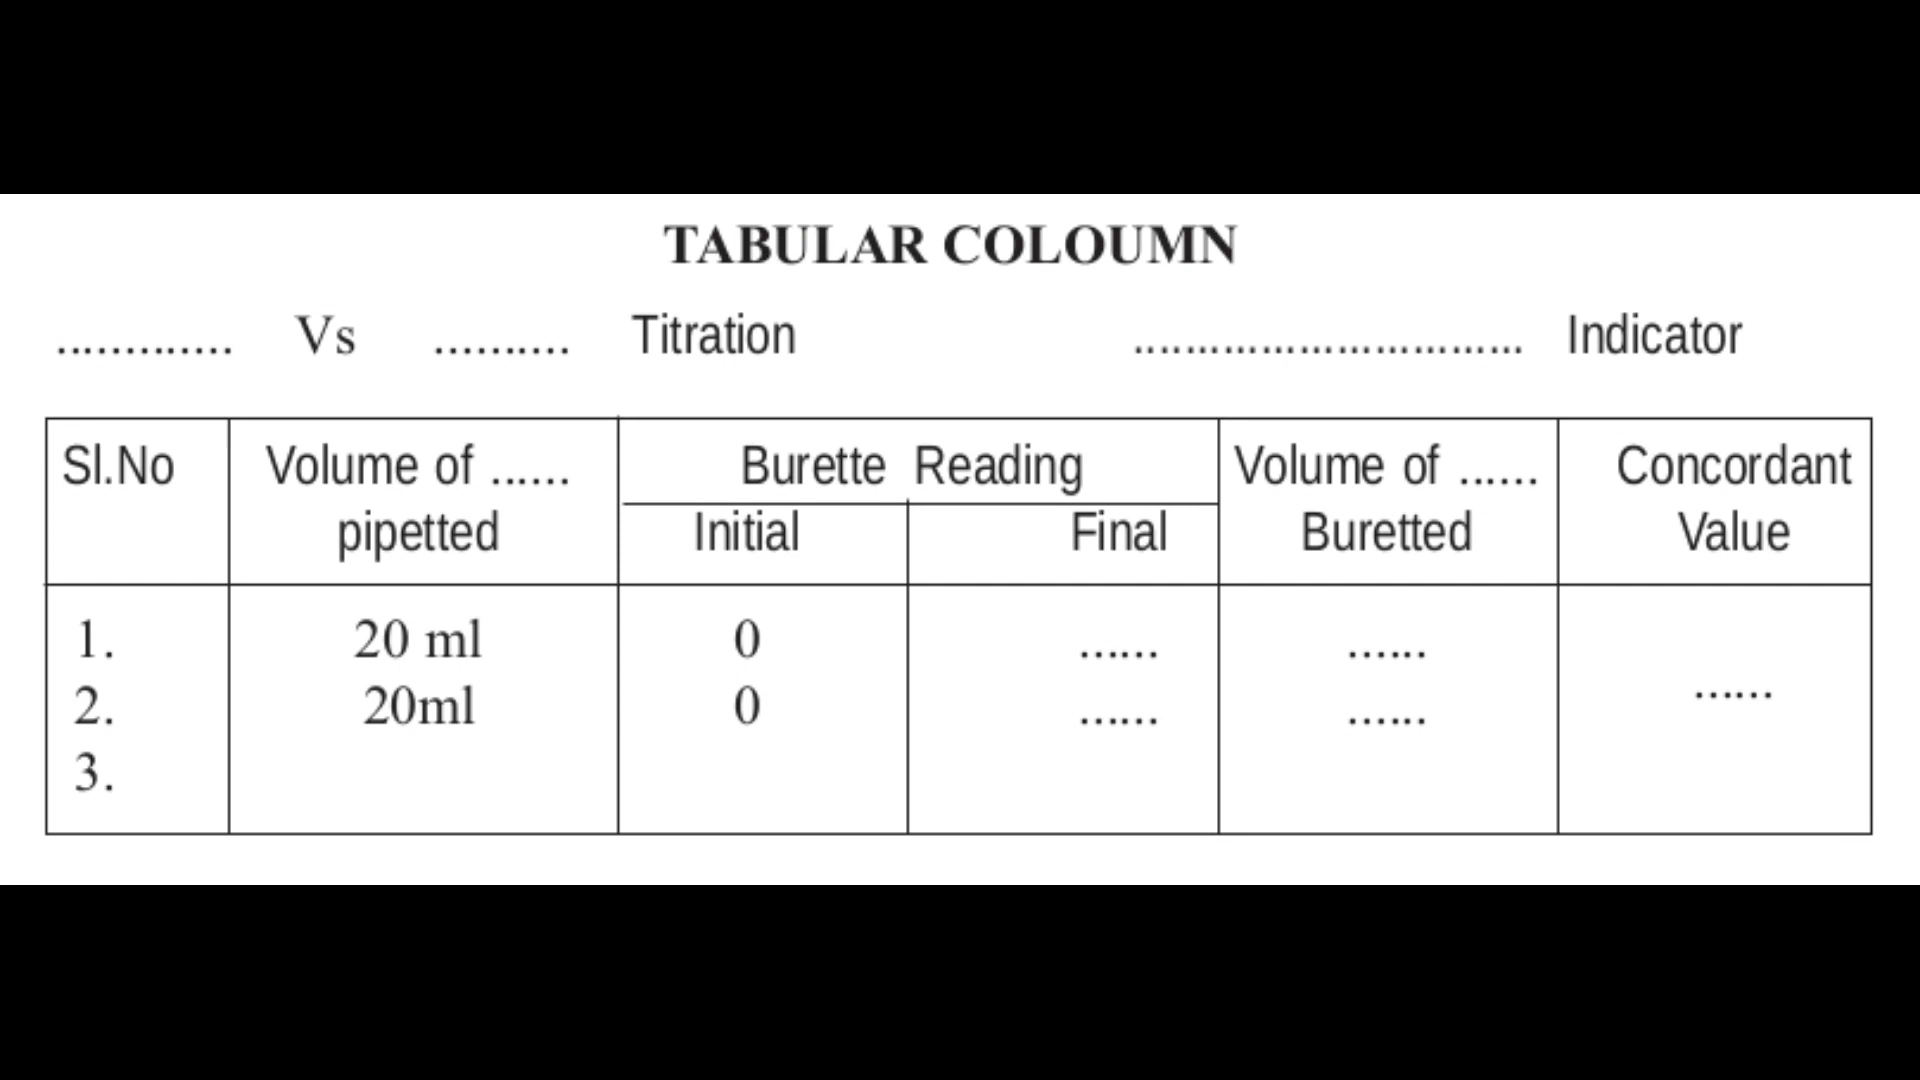 TABULAR COLOUMN
............. Vs .......... Titration ............................... Indicator
Sl.No Volume of ...... Burette Reading Volume of ...... Concordant
pipetted Initial Final Buretted Value
1. 20 ml 0 ...... ......
2. 20ml 0 ...... ...... ......
3.